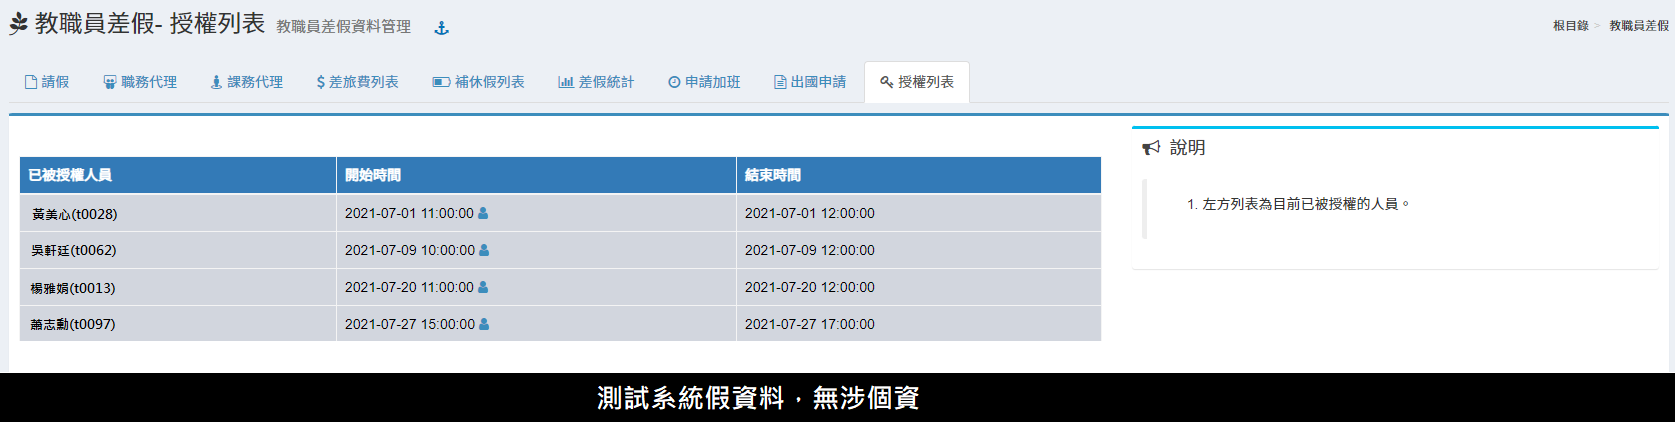 教職員差假- 授權列表 教職員差假資料管理
根目錄 > 教職員差假
請假 職務代理 課務代理 差旅費列表 補休假列表 差假統計 申請加班 出國申請 授權列表
已被授權人員 開始時間 結束時間
黃美心(t0028) 2021-07-01 11:00:00 2021-07-01 12:00:00
吳軒廷(t0062) 2021-07-09 10:00:00 2021-07-09 12:00:00
楊雅娟(t0013) 2021-07-20 11:00:00 2021-07-20 12:00:00
蕭志勳(t0097) 2021-07-27 15:00:00 2021-07-27 17:00:00
說明
1. 左方列表為目前已被授權的人員。
測試系統假資料，無涉個資